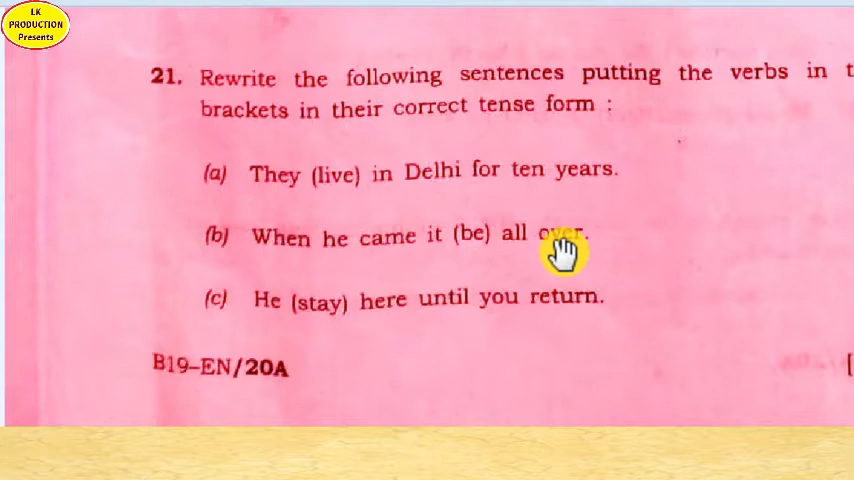 LK
PRODUCTION
Presents
21. Rewrite the following sentences putting the verbs in t
brackets in their correct tense form :
(a) They (live) in Delhi for ten years.
(b) When he came it (be) all over.
(c) He (stay) here until you return.
B19–EN/20A
[